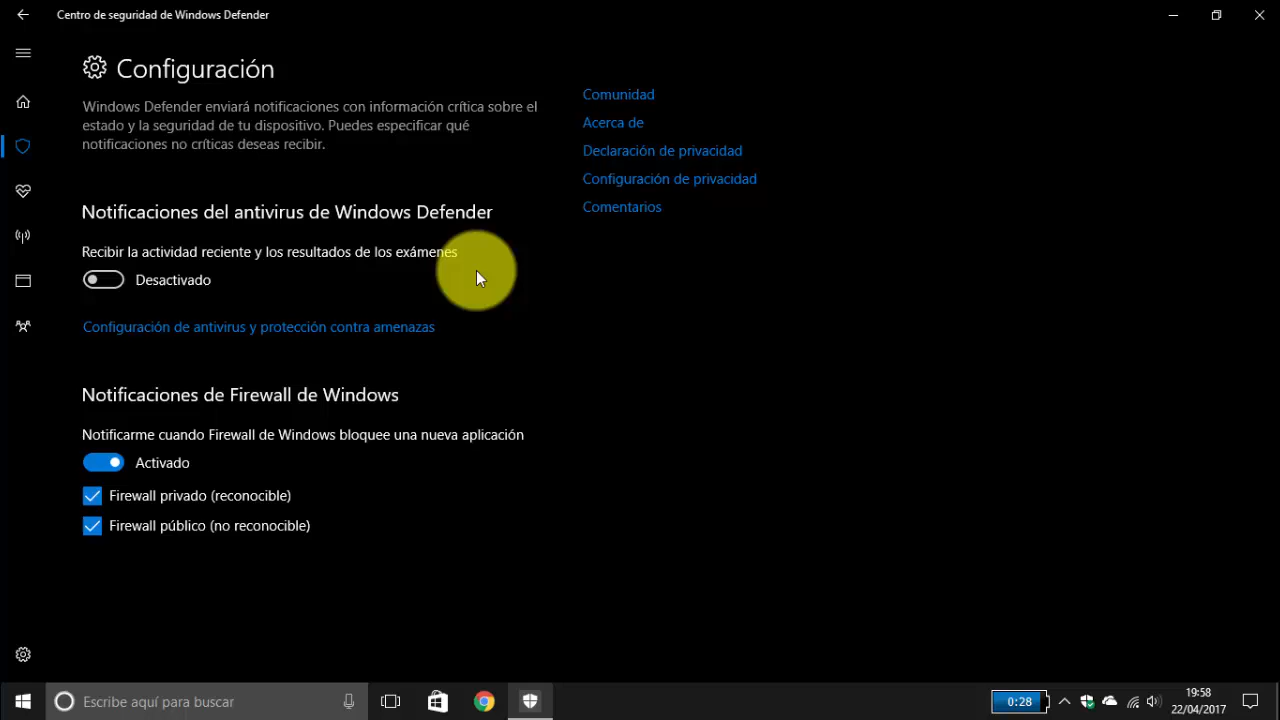 Centro de seguridad de Windows Defender
Configuración
Windows Defender enviará notificaciones con información crítica sobre el
estado y la seguridad de tu dispositivo. Puedes especificar qué
notificaciones no críticas deseas recibir.
Notificaciones del antivirus de Windows Defender
Recibir la actividad reciente y los resultados de los exámenes
Desactivado
Configuración de antivirus y protección contra amenazas
Notificaciones de Firewall de Windows
Notificarme cuando Firewall de Windows bloquee una nueva aplicación
Activado
Firewall privado (reconocible)
Firewall público (no reconocible)
Comunidad
Acerca de
Declaración de privacidad
Configuración de privacidad
Comentarios
Escribe aquí para buscar
0:28
19:58
22/04/2017